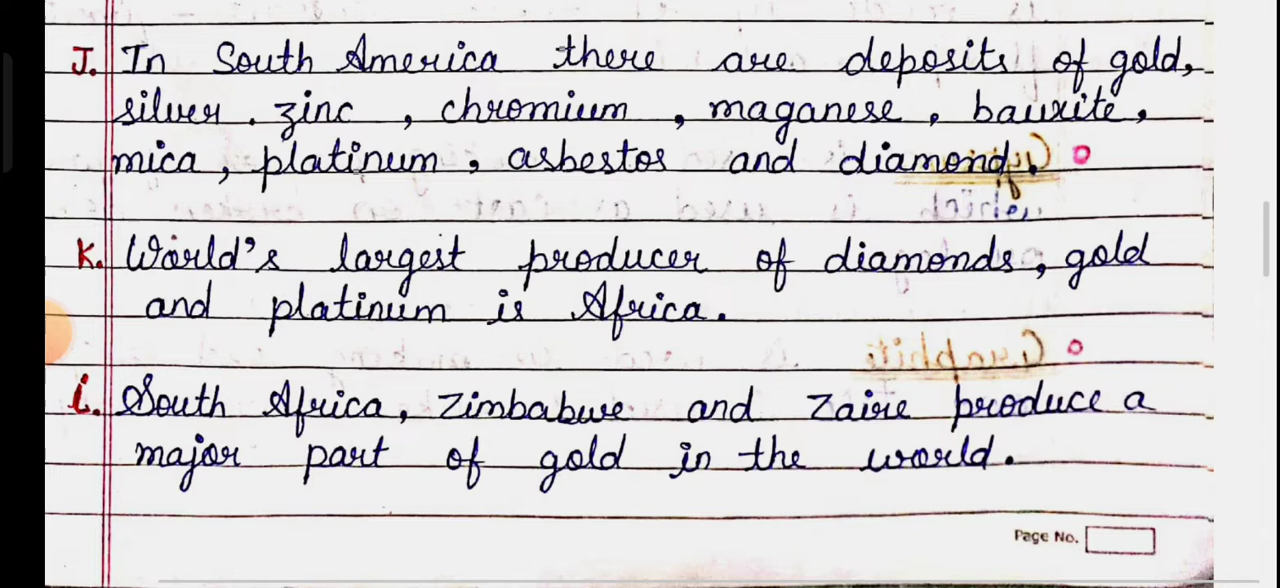 J. In South America there are deposits of gold,
silver. zinc, chromium, maganese, bauxite,
mica, platinum, asbestos and diamond.
K. World's largest producer of diamonds, gold
and platinum is Africa.
L. South Africa, Zimbabwe and Zaire produce a
major part of gold in the world.
Page No.